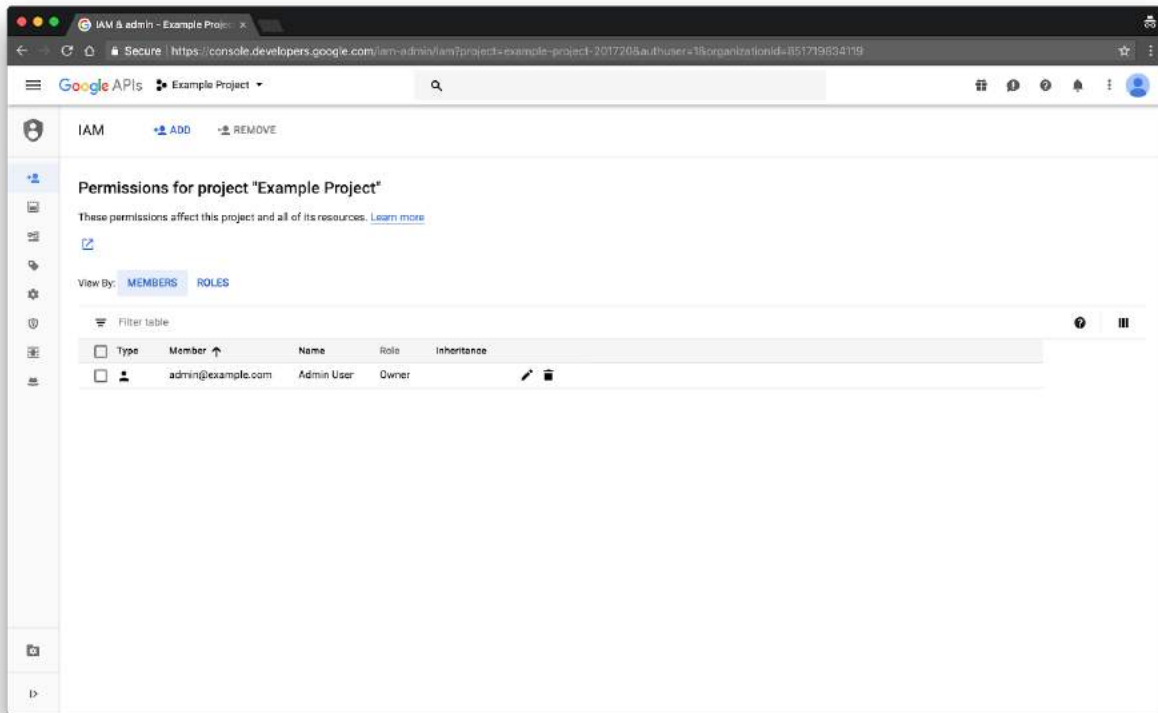 IAM & admin - Example Projec
Secure https://console.developers.google.com/iam-admin/iam?project=example-project-201720&authuser=1&organizationId=851719834119
Google APIs Example Project
IAM ADD REMOVE
Permissions for project "Example Project"
These permissions affect this project and all of its resources. Learn more
View By: MEMBERS ROLES
Filter table
Type Member Name Role Inheritance
admin@example.com Admin User Owner